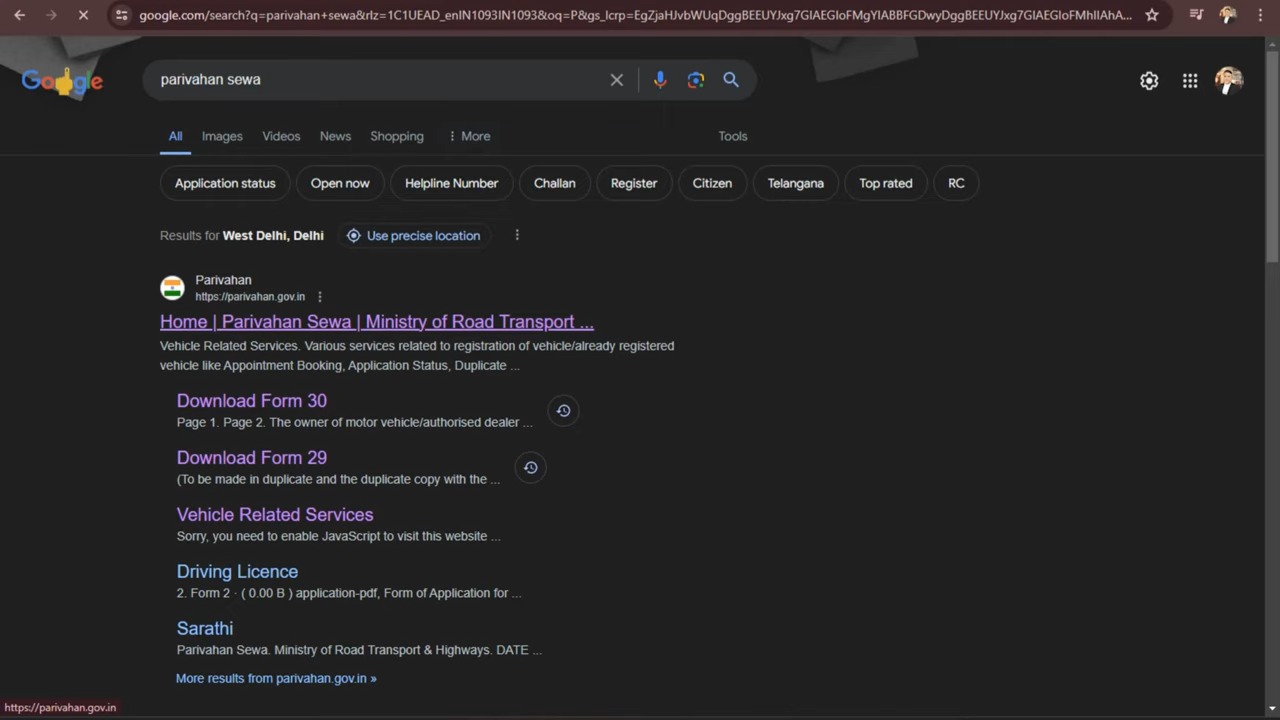 google.com/search?q=parivahan+sewa&rlz=1C1UEAD_enIN1093IN1093&oq=P&gs_lcrp=EgZjaHJvbWUqDggBEEUYJxg7GIAEGIoFMgYIABBFGDwyDggBEEUYJxg7GIAEGIoFMhIIAhA...
Google
parivahan sewa
All Images Videos News Shopping More Tools
Application status Open now Helpline Number Challan Register Citizen Telangana Top rated RC
Results for West Delhi, Delhi Use precise location
Parivahan
https://parivahan.gov.in
Home | Parivahan Sewa | Ministry of Road Transport ...
Vehicle Related Services. Various services related to registration of vehicle/already registered
vehicle like Appointment Booking, Application Status, Duplicate ...
Download Form 30
Page 1. Page 2. The owner of motor vehicle/authorised dealer ...
Download Form 29
(To be made in duplicate and the duplicate copy with the ...
Vehicle Related Services
Sorry, you need to enable JavaScript to visit this website ...
Driving Licence
2. Form 2 · ( 0.00 B ) application-pdf, Form of Application for ...
Sarathi
Parivahan Sewa. Ministry of Road Transport & Highways. DATE ...
More results from parivahan.gov.in »
https://parivahan.gov.in